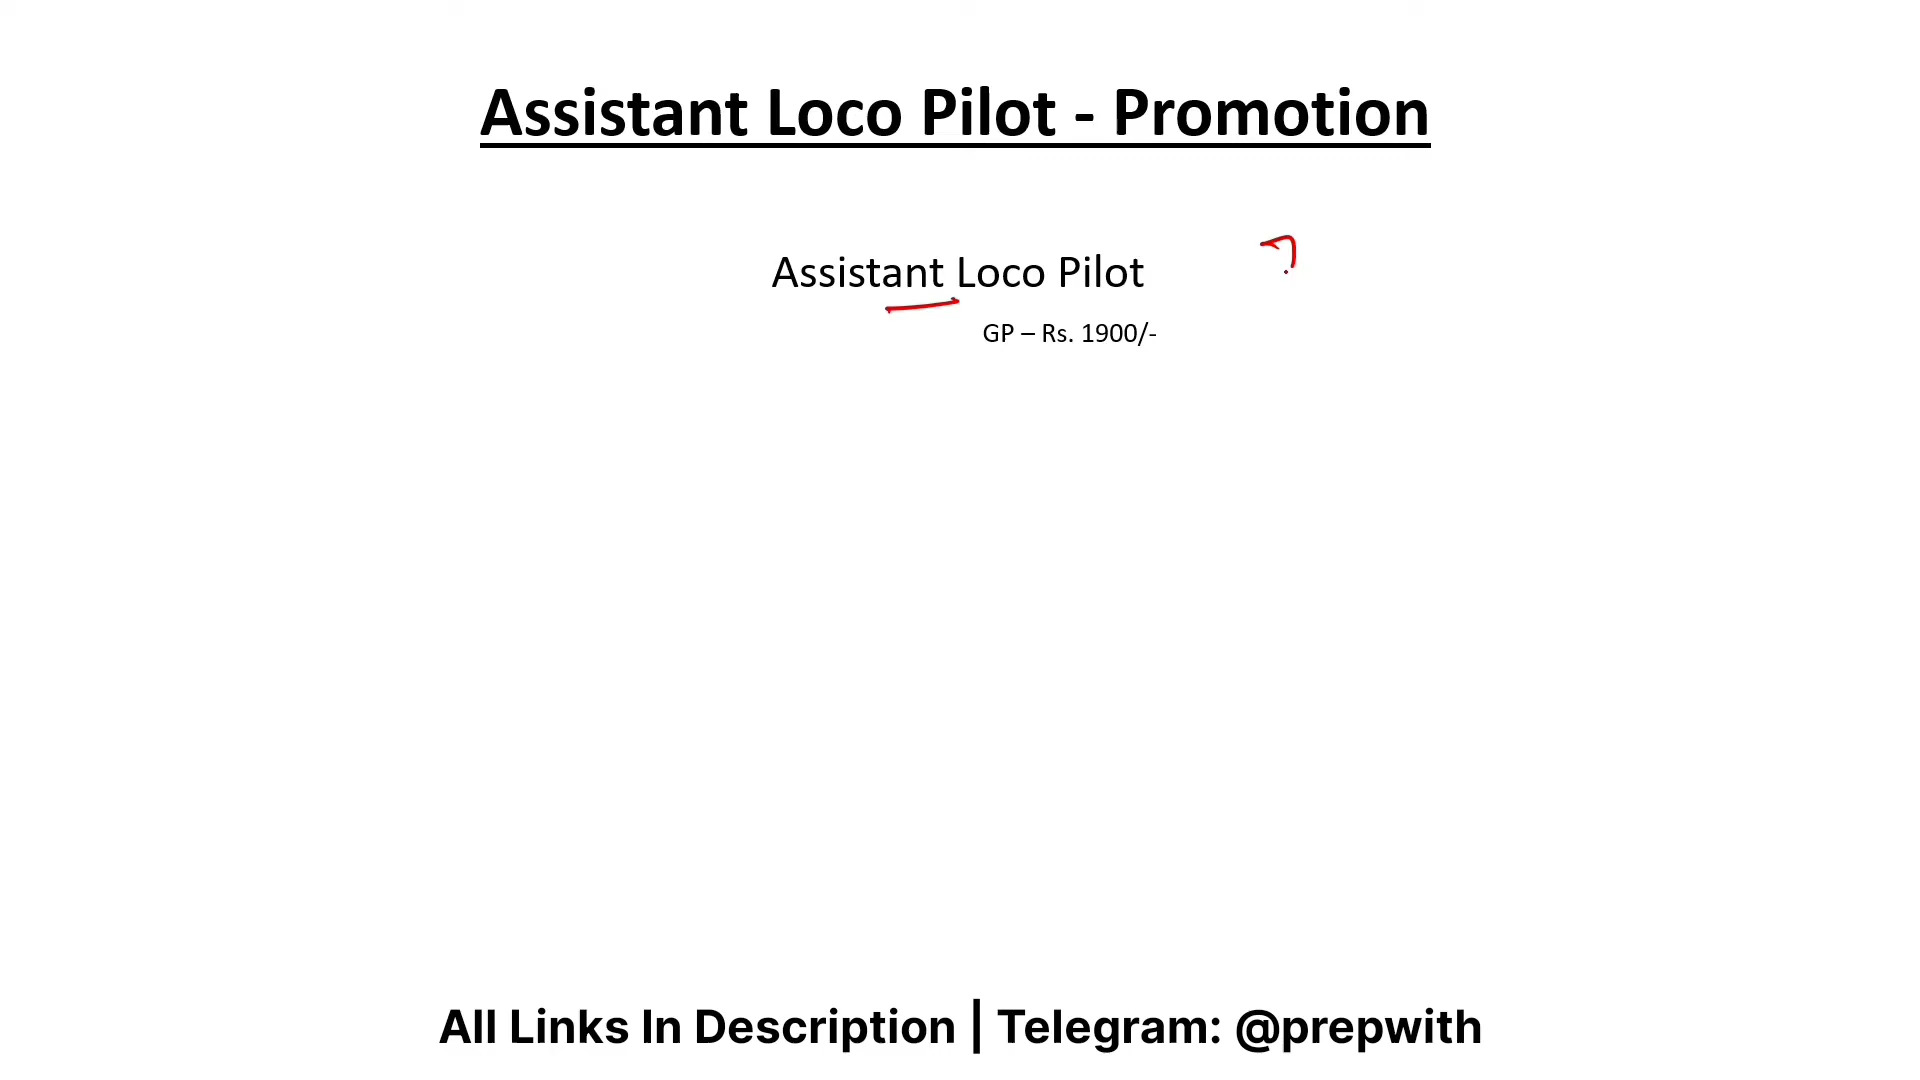 Assistant Loco Pilot - Promotion
Assistant Loco Pilot
GP – Rs. 1900/-
All Links In Description | Telegram: @prepwith